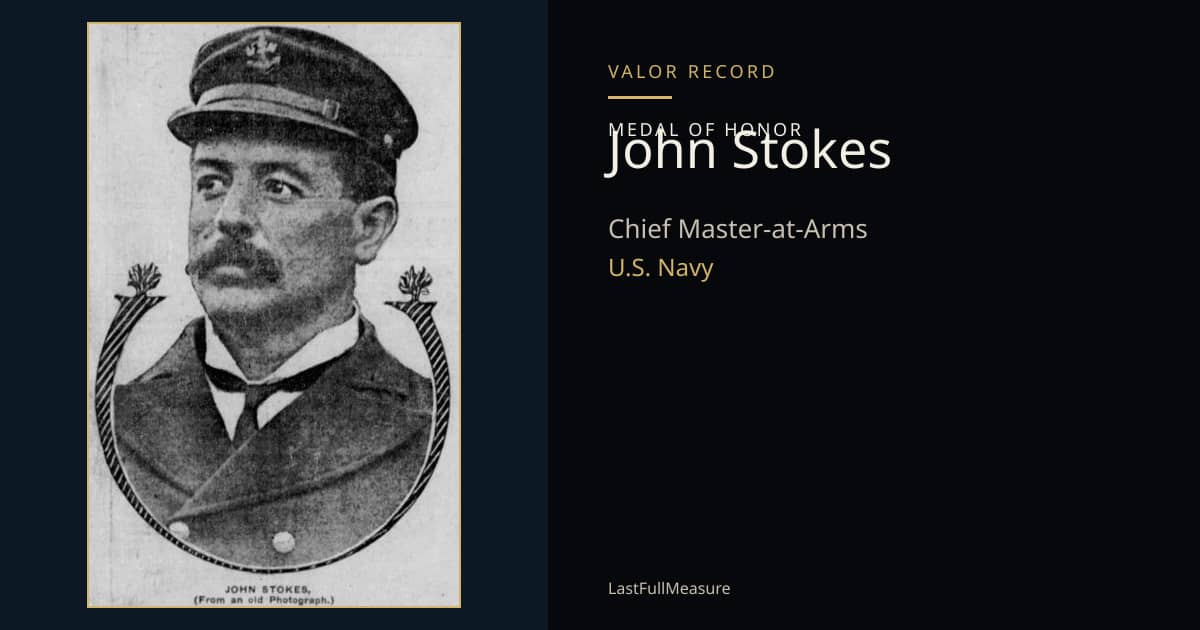 VALOR RECORD
MEDAL OF HONOR
John Stokes
Chief Master-at-Arms
U.S. Navy
JOHN STOKES,
(From an old Photograph.)
LastFullMeasure